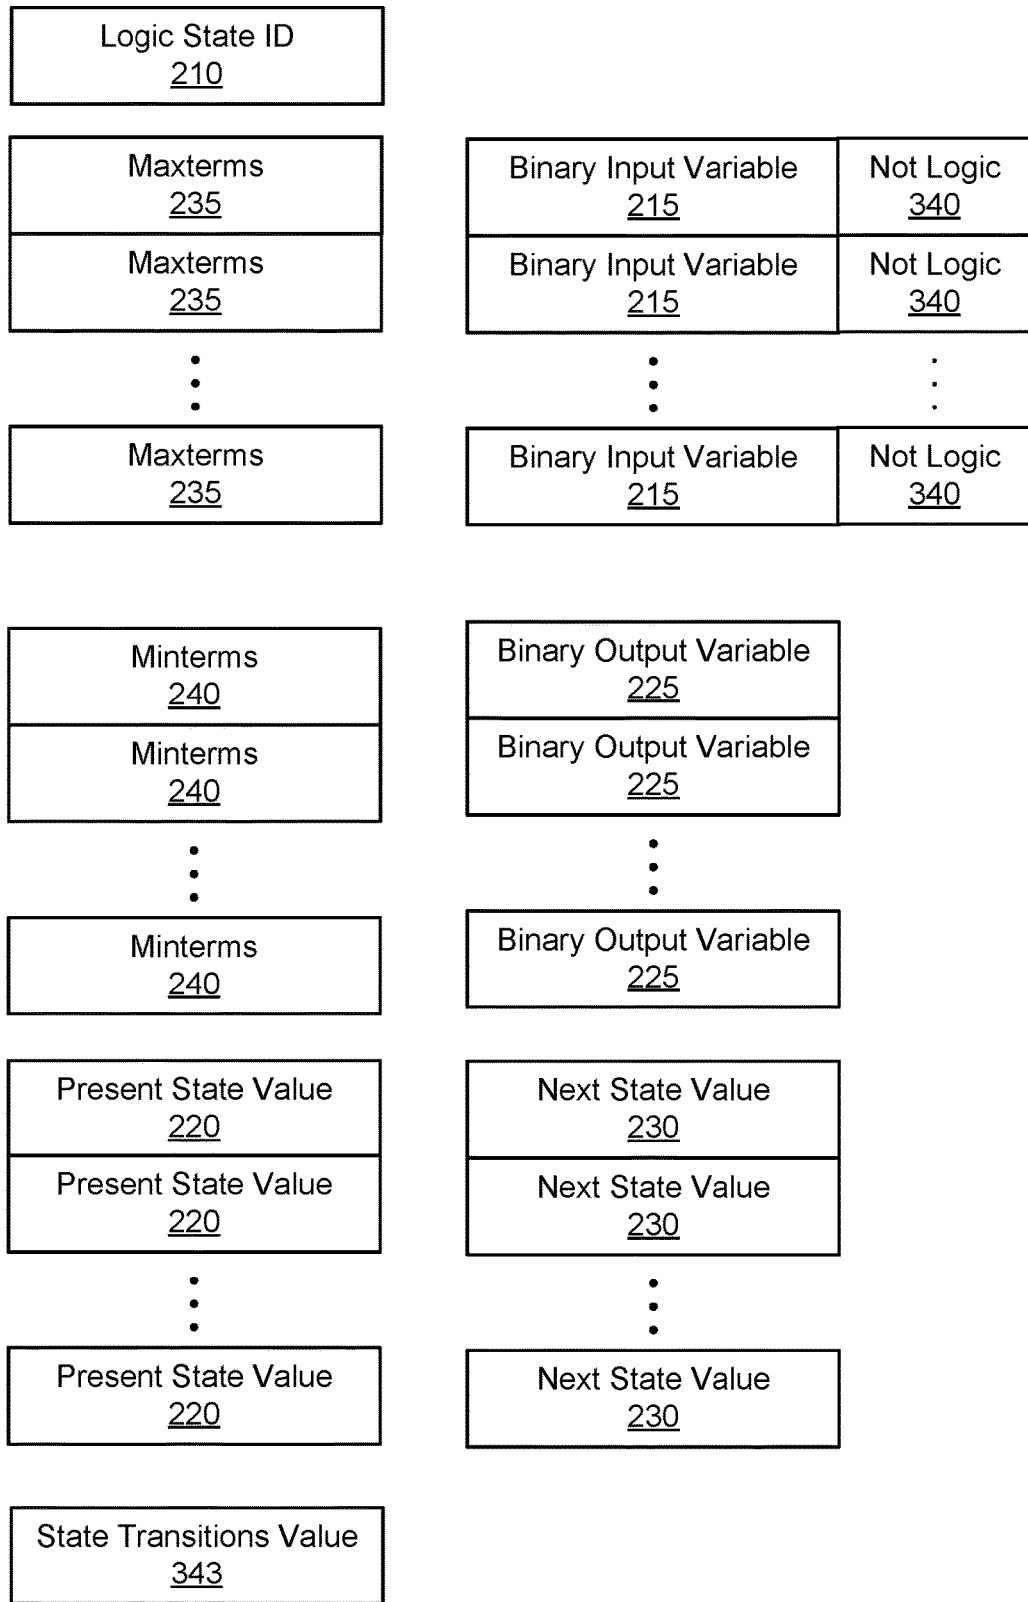 Logic State ID
210
Maxterms
235
Binary Input Variable
215
Not Logic
340
Maxterms
235
Binary Input Variable
215
Not Logic
340
Maxterms
235
Binary Input Variable
215
Not Logic
340
Minterms
240
Binary Output Variable
225
Minterms
240
Binary Output Variable
225
Minterms
240
Binary Output Variable
225
Present State Value
220
Next State Value
230
Present State Value
220
Next State Value
230
Present State Value
220
Next State Value
230
State Transitions Value
343